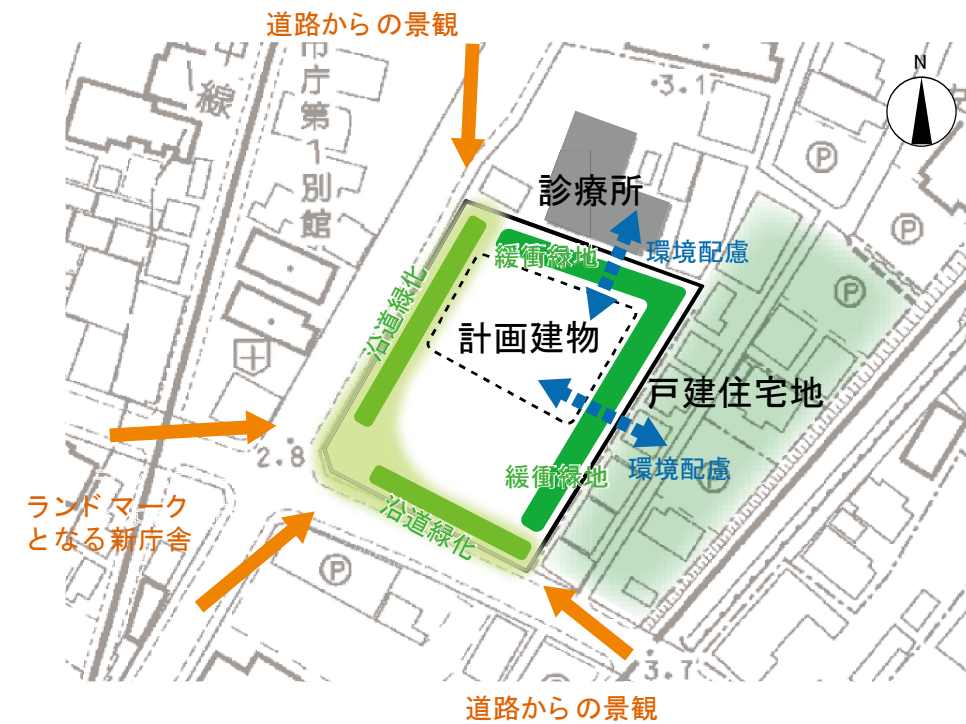 道路からの景観
N
線
市庁第1別館
3.1
P
診療所
P
緩衝緑地
環境配慮
P
沿道緑化
計画建物
戸建住宅地
2.8
緩衝緑地
環境配慮
ランドマーク
となる新庁舎
沿道緑化
P
3.7
道路からの景観